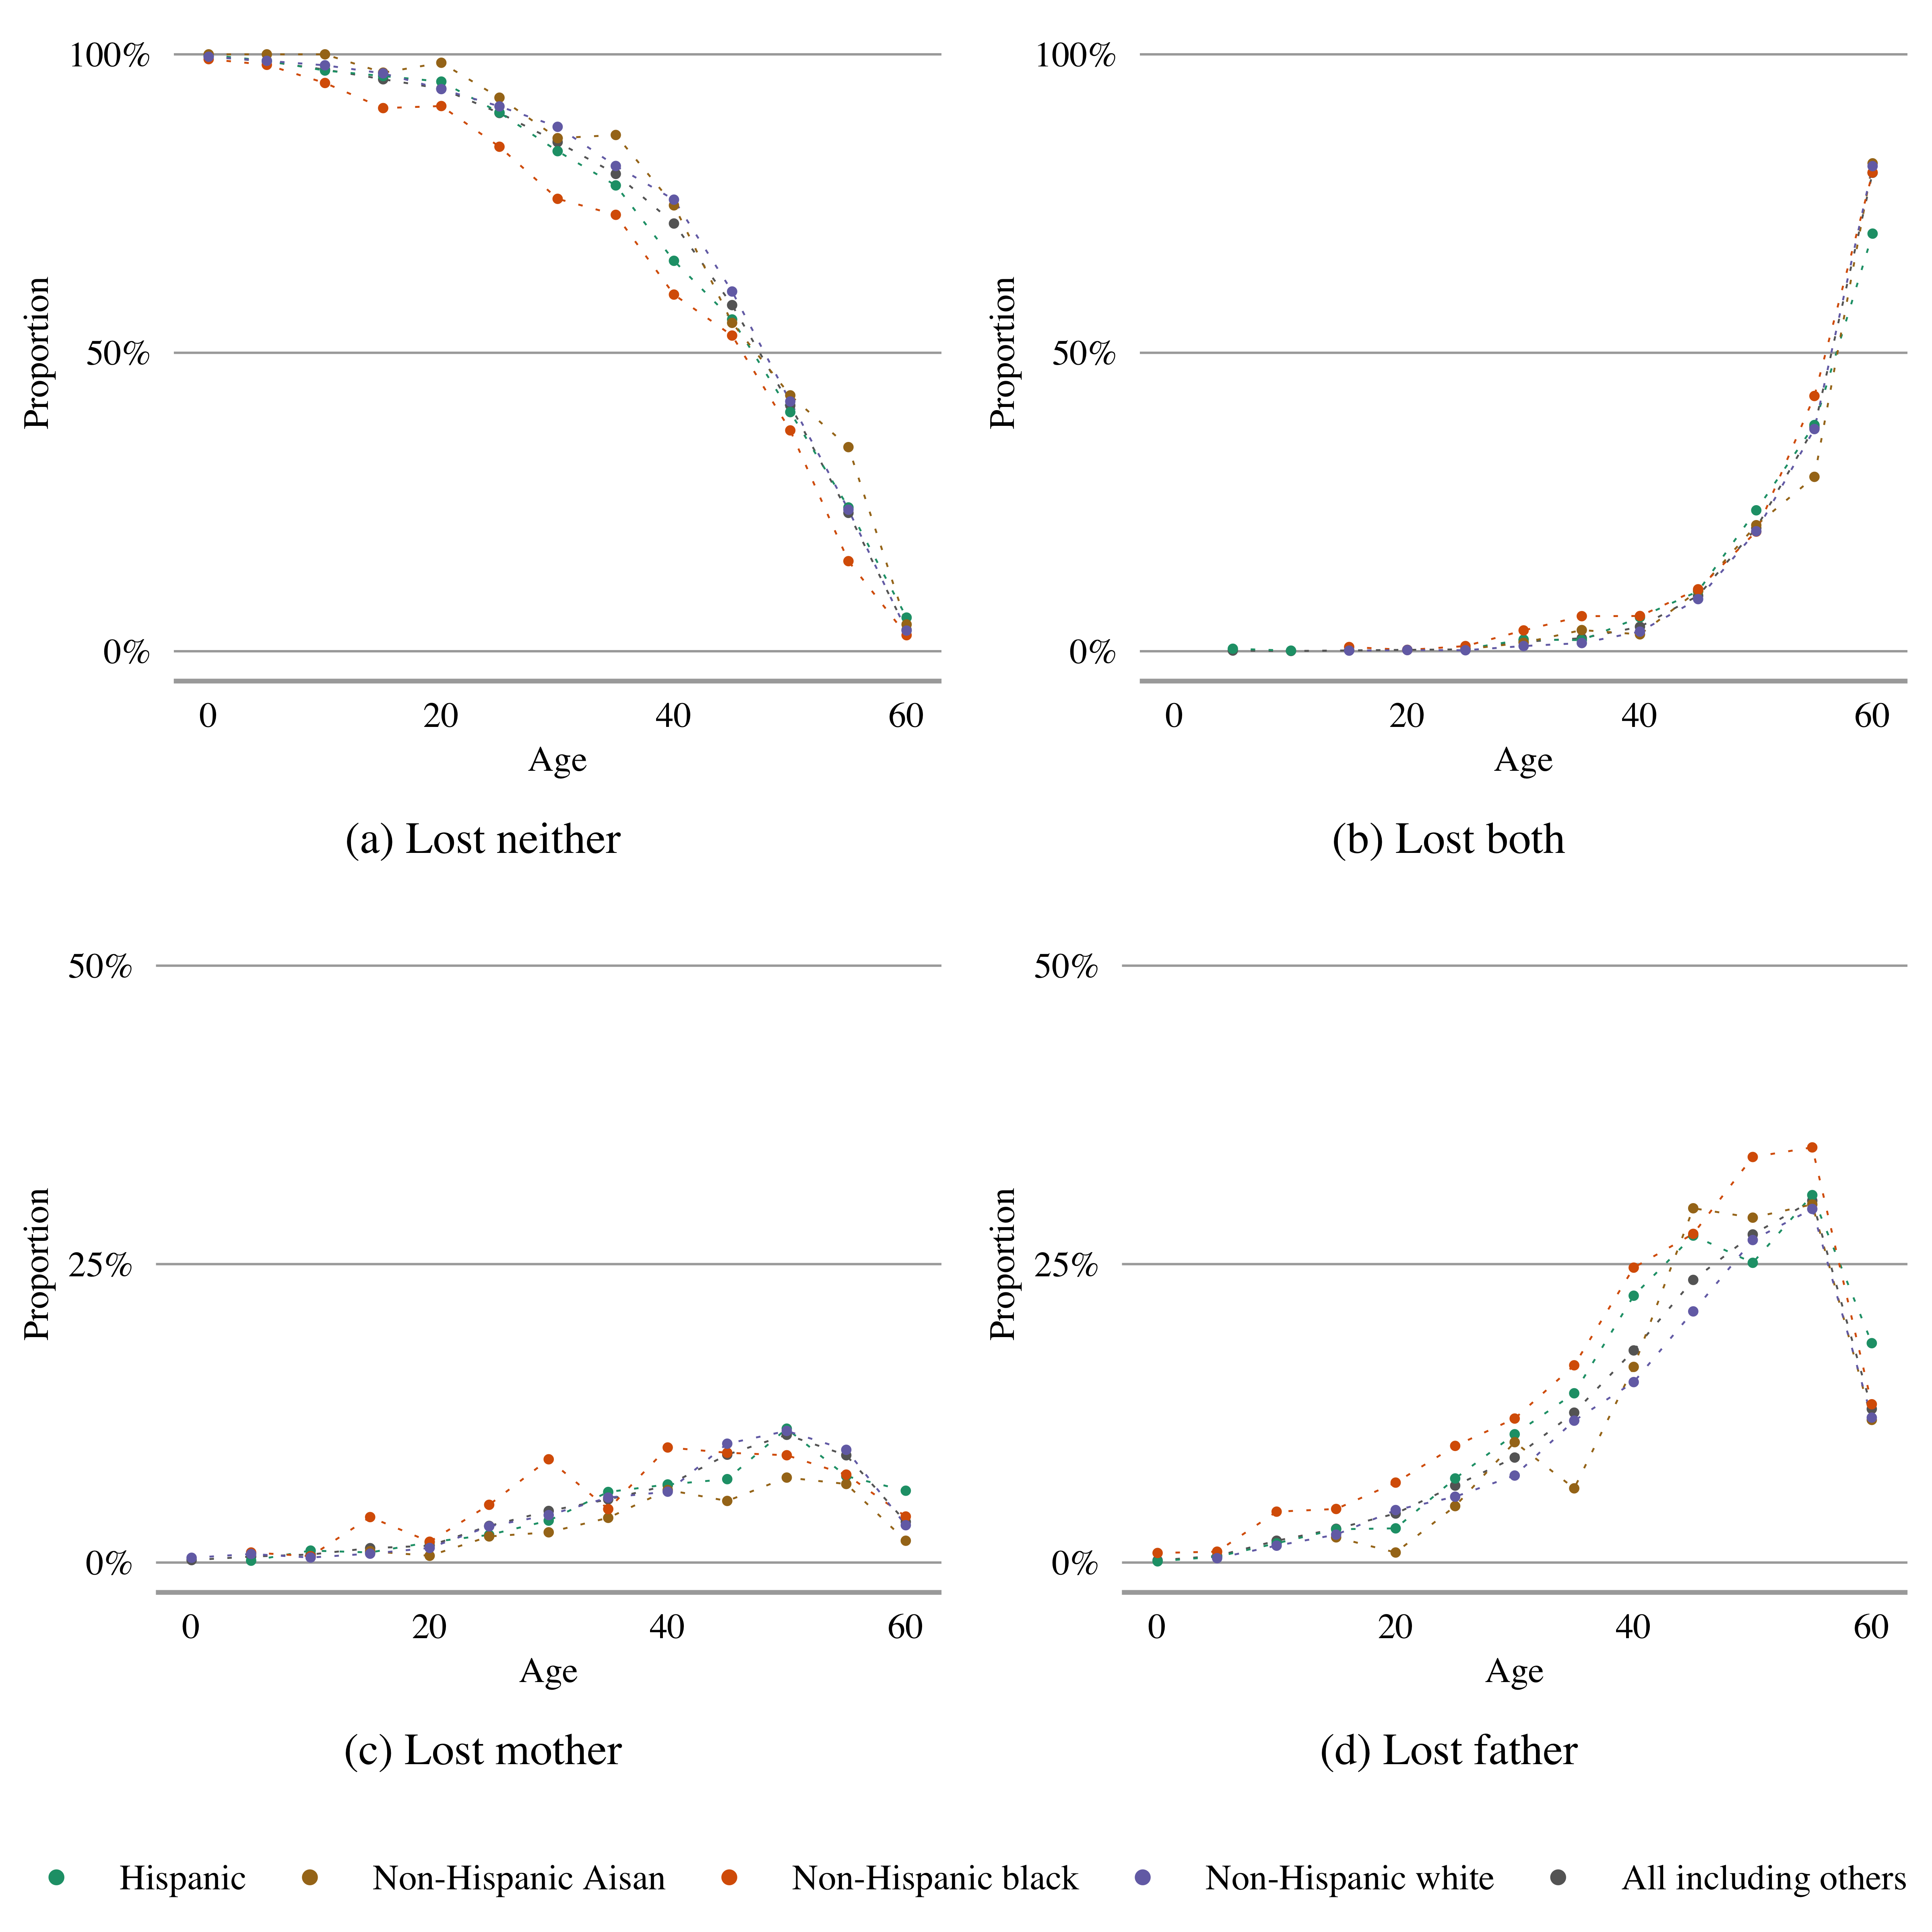 100%
50%
0%
Proportion
0 20 40 60
Age
(a) Lost neither
100%
50%
0%
Proportion
0 20 40 60
Age
(b) Lost both
50%
25%
0%
Proportion
0 20 40 60
Age
(c) Lost mother
50%
25%
0%
Proportion
0 20 40 60
Age
(d) Lost father
Hispanic Non-Hispanic Aisan Non-Hispanic black Non-Hispanic white All including others